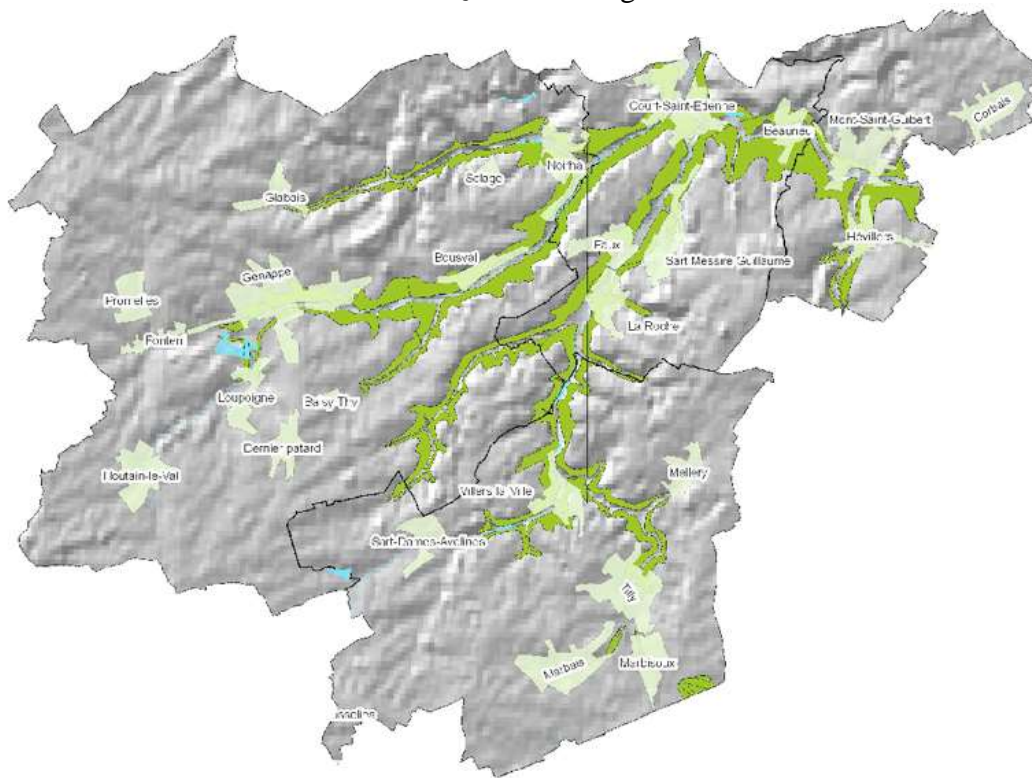 Court-Saint-Etienne
Corbais
Beaurieux
Mont-Saint-Guibert
Noirha
Sclage
Glabais
Hévillers
Faux
Bousval
Sart Messire Guillaume
Genappe
Promelles
La Roche
Fonteny
Loupoigne
Baisy Thy
Dernier patard
Houtain-le-Val
Mellery
Villers la Ville
Sart-Dames-Avelines
Tilly
Marbais
Marbisoux